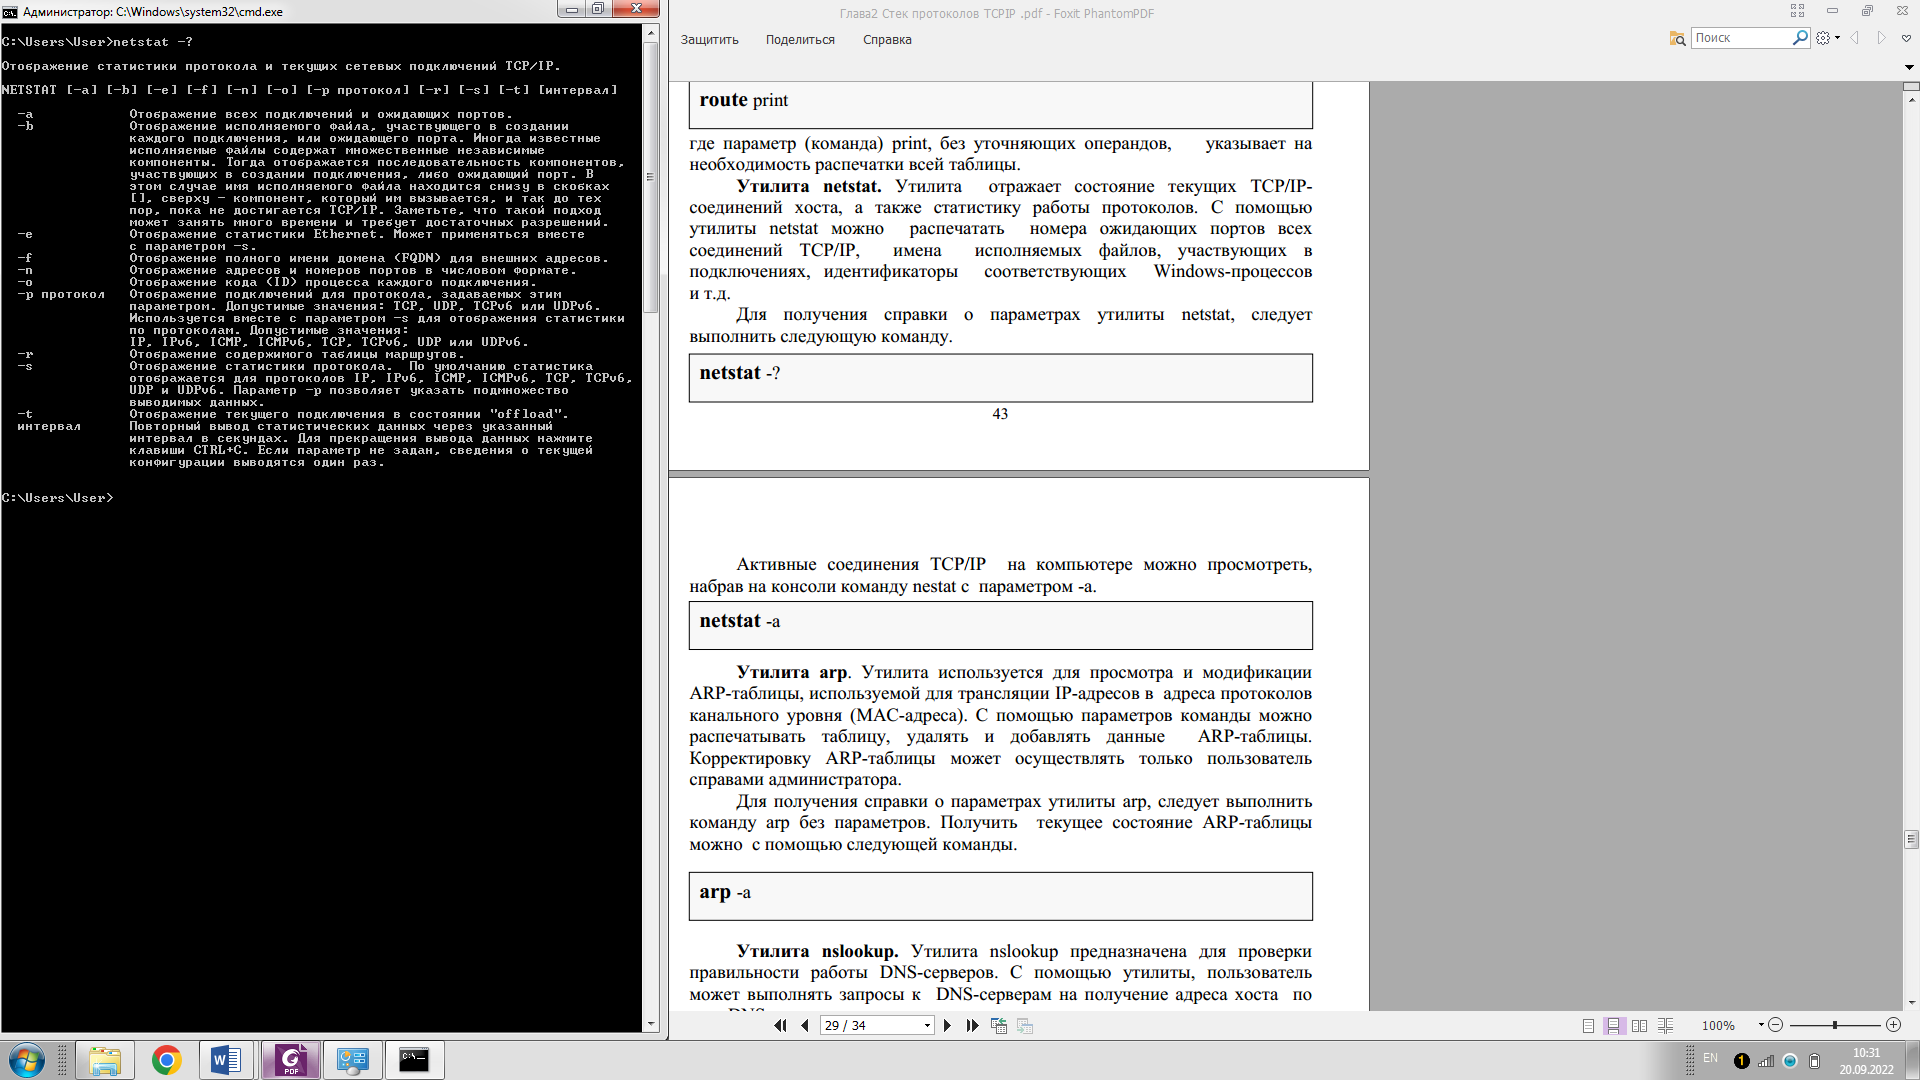 Администратор: C:\Windows\system32\cmd.exe
C:\Users\User>netstat -?
Отображение статистики протокола и текущих сетевых подключений TCP/IP.
NETSTAT [-a] [-b] [-e] [-f] [-n] [-o] [-p протокол] [-r] [-s] [-t] [интервал]
-a Отображение всех подключений и ожидающих портов.
-b Отображение исполняемого файла, участвующего в создании
каждого подключения, или ожидающего порта. Иногда известные
исполняемые файлы содержат множественные независимые
компоненты. Тогда отображается последовательность компонентов,
участвующих в создании подключения, либо ожидающий порт. В
этом случае имя исполняемого файла находится снизу в скобках
[], сверху - компонент, который им вызывается, и так до тех
пор, пока не достигается TCP/IP. Заметьте, что такой подход
может занять много времени и требует достаточных разрешений.
-e Отображение статистики Ethernet. Может применяться вместе
с параметром -s.
-f Отображение полного имени домена (FQDN) для внешних адресов.
-n Отображение адресов и номеров портов в числовом формате.
-o Отображение кода (ID) процесса каждого подключения.
-p протокол Отображение подключений для протокола, задаваемых этим
параметром. Допустимые значения: TCP, UDP, TCPv6 или UDPv6.
Используется вместе с параметром -s для отображения статистики
по протоколам. Допустимые значения:
IP, IPv6, ICMP, ICMPv6, TCP, TCPv6, UDP или UDPv6.
-r Отображение содержимого таблицы маршрутов.
-s Отображение статистики протокола. По умолчанию статистика
отображается для протоколов IP, IPv6, ICMP, ICMPv6, TCP, TCPv6,
UDP и UDPv6. Параметр -p позволяет указать подмножество
выводимых данных.
-t Отображение текущего подключения в состоянии "offload".
интервал Повторный вывод статистических данных через указанный
интервал в секундах. Для прекращения вывода данных нажмите
клавиши CTRL+C. Если параметр не задан, сведения о текущей
конфигурации выводятся один раз.
C:\Users\User>
Глава2 Стек протоколов TCPIP .pdf - Foxit PhantomPDF
Защитить Поделиться Справка
Поиск
route print
где параметр (команда) print, без уточняющих операндов, указывает на
необходимость распечатки всей таблицы.
Утилита netstat. Утилита отражает состояние текущих TCP/IP-
соединений хоста, а также статистику работы протоколов. С помощью
утилиты netstat можно распечатать номера ожидающих портов всех
соединений TCP/IP, имена исполняемых файлов, участвующих в
подключениях, идентификаторы соответствующих Windows-процессов
и т.д.
Для получения справки о параметрах утилиты netstat, следует
выполнить следующую команду.
netstat -?
43
Активные соединения TCP/IP на компьютере можно просмотреть,
набрав на консоли команду nestat с параметром -a.
netstat -a
Утилита arp. Утилита используется для просмотра и модификации
ARP-таблицы, используемой для трансляции IP-адресов в адреса протоколов
канального уровня (MAC-адреса). С помощью параметров команды можно
распечатывать таблицу, удалять и добавлять данные ARP-таблицы.
Корректировку ARP-таблицы может осуществлять только пользователь
справами администратора.
Для получения справки о параметрах утилиты arp, следует выполнить
команду arp без параметров. Получить текущее состояние ARP-таблицы
можно с помощью следующей команды.
arp -a
Утилита nslookup. Утилита nslookup предназначена для проверки
правильности работы DNS-серверов. С помощью утилиты, пользователь
может выполнять запросы к DNS-серверам на получение адреса хоста по
29 / 34
100%
PDF
EN
1
10:31
20.09.2022